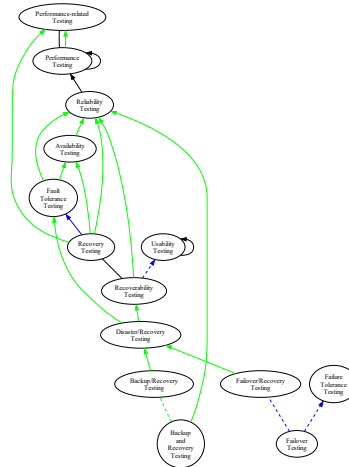 Performance-related
Testing
Performance
Testing
Reliability
Testing
Availability
Testing
Fault
Tolerance
Testing
Recovery
Testing
Usability
Testing
Recoverability
Testing
Disaster/Recovery
Testing
Backup/Recovery
Testing
Failover/Recovery
Testing
Failure
Tolerance
Testing
Backup
and
Recovery
Testing
Failover
Testing